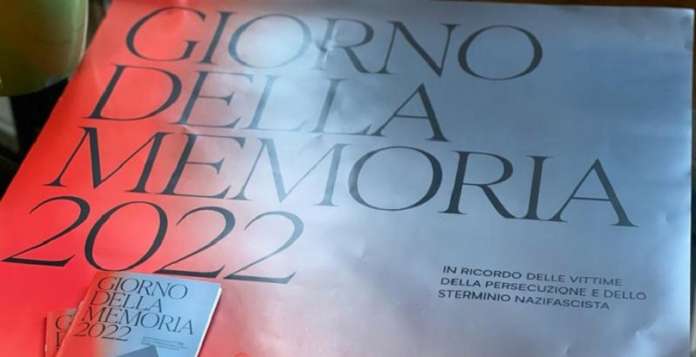 GIORNO
DELLA
MEMORIA
2022
IN RICORDO DELLE VITTIME
DELLA PERSECUZIONE E DELLO
STERMINIO NAZIFASCISTA
GIORNO
DELLA
MEMORIA
2022